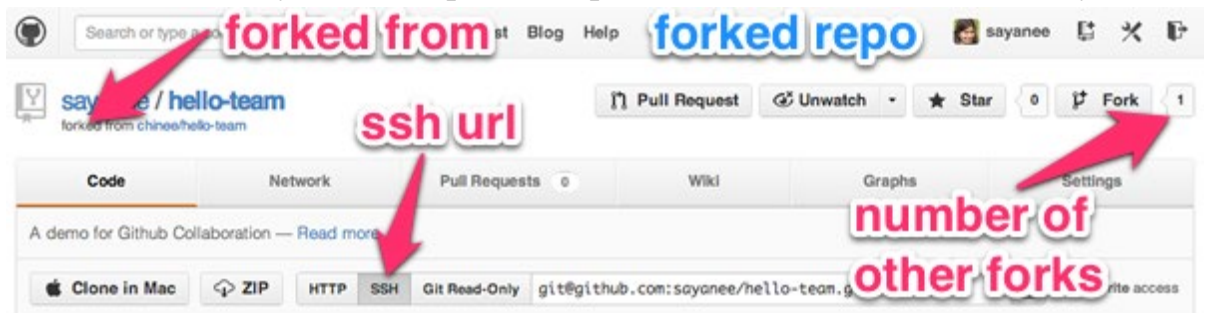 Search or type a
forked from
Blog Help
forked repo
sayanee
sayanee / hello-team
Pull Request
Unwatch
Star 0
Fork 1
forked from chinee/hello-team
ssh url
Code Network Pull Requests 0 Wiki Graphs Settings
A demo for Github Collaboration — Read more
number of
other forks
Clone in Mac ZIP HTTP SSH Git Read-Only git@github.com:sayanee/hello-team.g
access